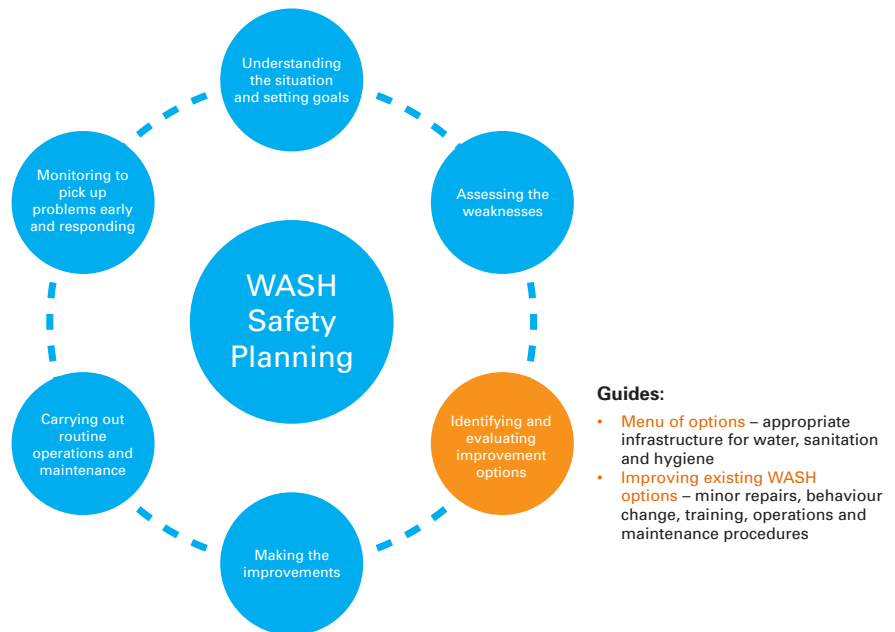 Understanding
the situation
and setting goals
Assessing the
weaknesses
Identifying and
evaluating
improvement
options
Making the
improvements
Carrying out
routine
operations and
maintenance
Monitoring to
pick up
problems early
and responding
WASH
Safety
Planning
Guides:
• Menu of options – appropriate
infrastructure for water, sanitation
and hygiene
• Improving existing WASH
options – minor repairs, behaviour
change, training, operations and
maintenance procedures